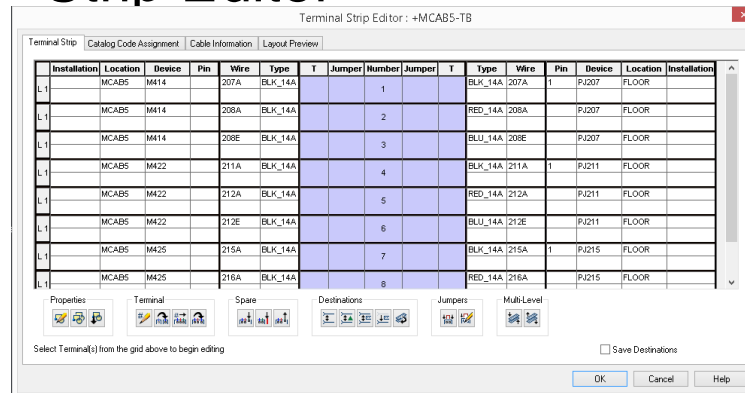 Strip Editor
Terminal Strip Editor : +MCAB5-TB
Terminal Strip Catalog Code Assignment Cable Information Layout Preview
Installation Location Device Pin Wire Type T Jumper Number Jumper T Type Wire Pin Device Location Installation
L 1 MCAB5 M414 207A BLK_14A 1 BLK_14A 207A 1 PJ207 FLOOR
L 1 MCAB5 M414 208A BLK_14A 2 RED_14A 208A PJ207 FLOOR
L 1 MCAB5 M414 208E BLK_14A 3 BLU_14A 208E PJ207 FLOOR
L 1 MCAB5 M422 211A BLK_14A 4 BLK_14A 211A 1 PJ211 FLOOR
L 1 MCAB5 M422 212A BLK_14A 5 RED_14A 212A PJ211 FLOOR
L 1 MCAB5 M422 212E BLK_14A 6 BLU_14A 212E PJ211 FLOOR
L 1 MCAB5 M425 215A BLK_14A 7 BLK_14A 215A 1 PJ215 FLOOR
L 1 MCAB5 M425 216A BLK_14A 8 RED_14A 216A PJ215 FLOOR
Properties Terminal Spare Destinations Jumpers Multi-Level
Select Terminal(s) from the grid above to begin editing
Save Destinations
OK Cancel Help